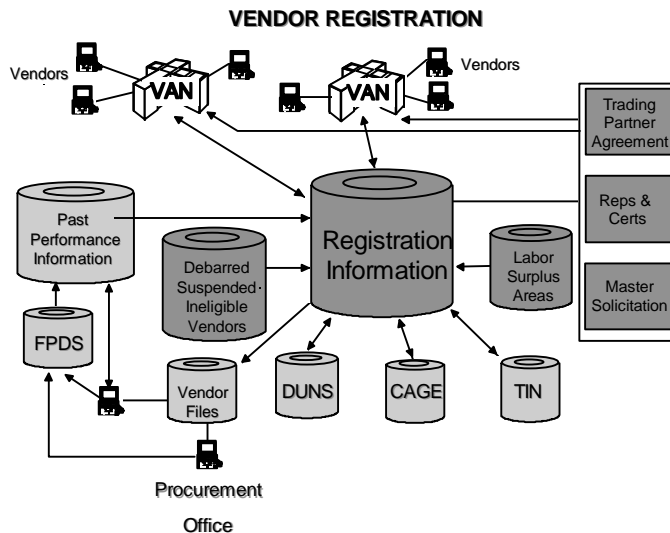 VENDOR REGISTRATION
Vendors
VAN
VAN
Vendors
Trading
Partner
Agreement
Past
Performance
Information
Registration
Information
Reps &
Certs
Debarred
Suspended-
Ineligible
Vendors
Labor
Surplus
Areas
Master
Solicitation
FPDS
Vendor
Files
DUNS
CAGE
TIN
Procurement
Office